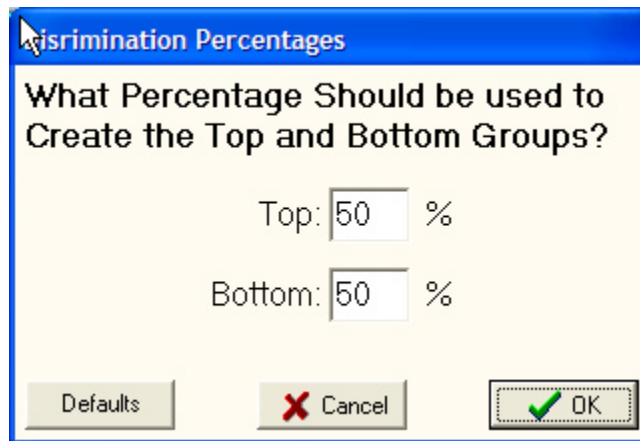 isrimination Percentages
What Percentage Should be used to
Create the Top and Bottom Groups?
Top: 50 %
Bottom: 50 %
Defaults Cancel OK